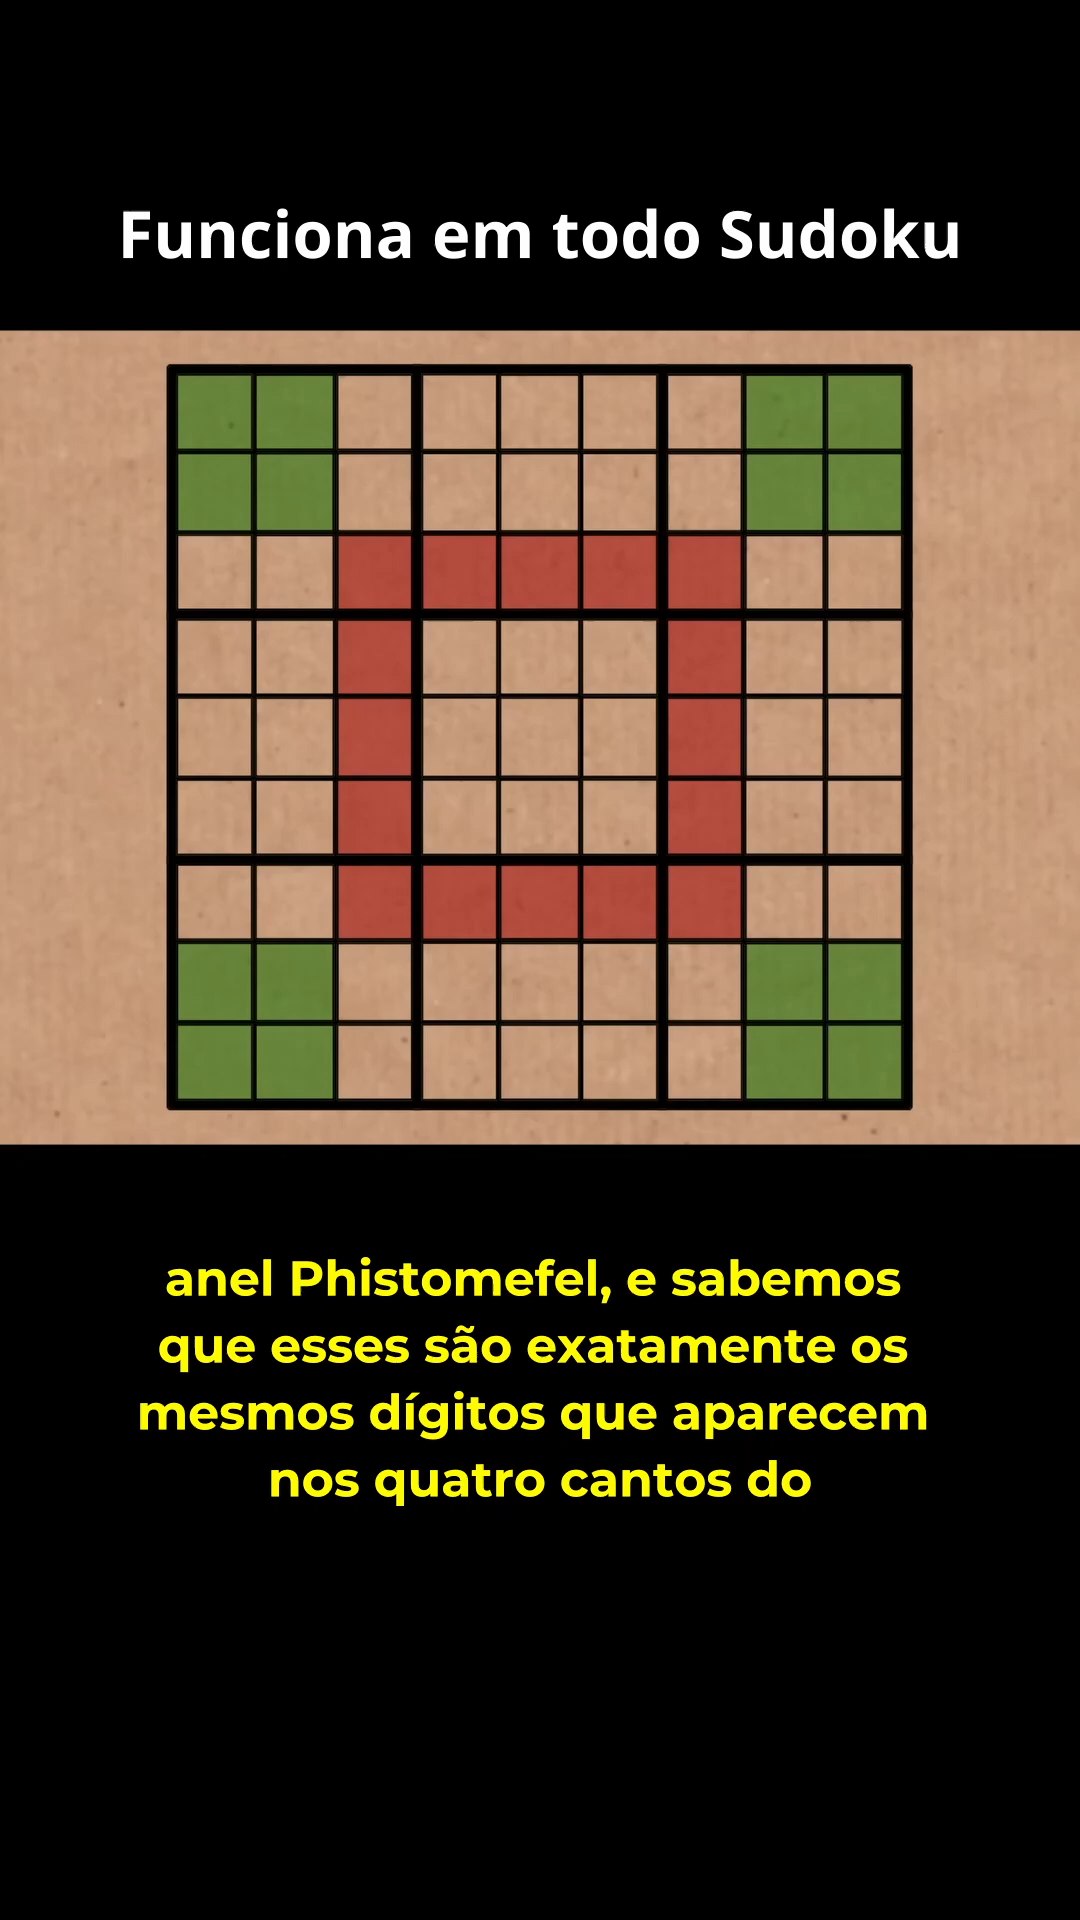 Funciona em todo Sudoku
anel Phistomefel, e sabemos
que esses são exatamente os
mesmos dígitos que aparecem
nos quatro cantos do